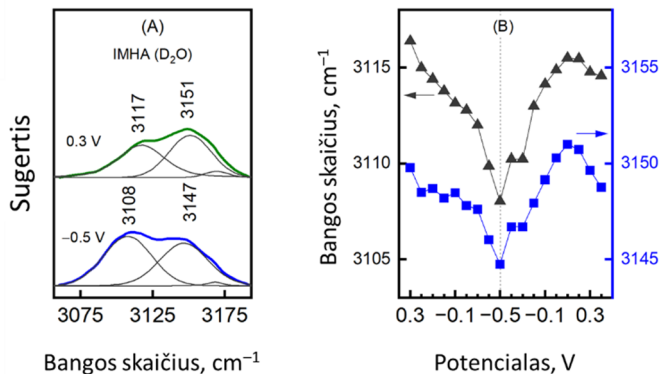 (A)
IMHA (D₂O)
3117
3151
0.3 V
3108
3147
−0.5 V
Sugertis
3075 3125 3175
Bangos skaičius, cm⁻¹
(B)
Bangos skaičius, cm⁻¹
3115
3110
3105
3155
3150
3145
0.3 −0.1 −0.5 −0.1 0.3
Potencialas, V